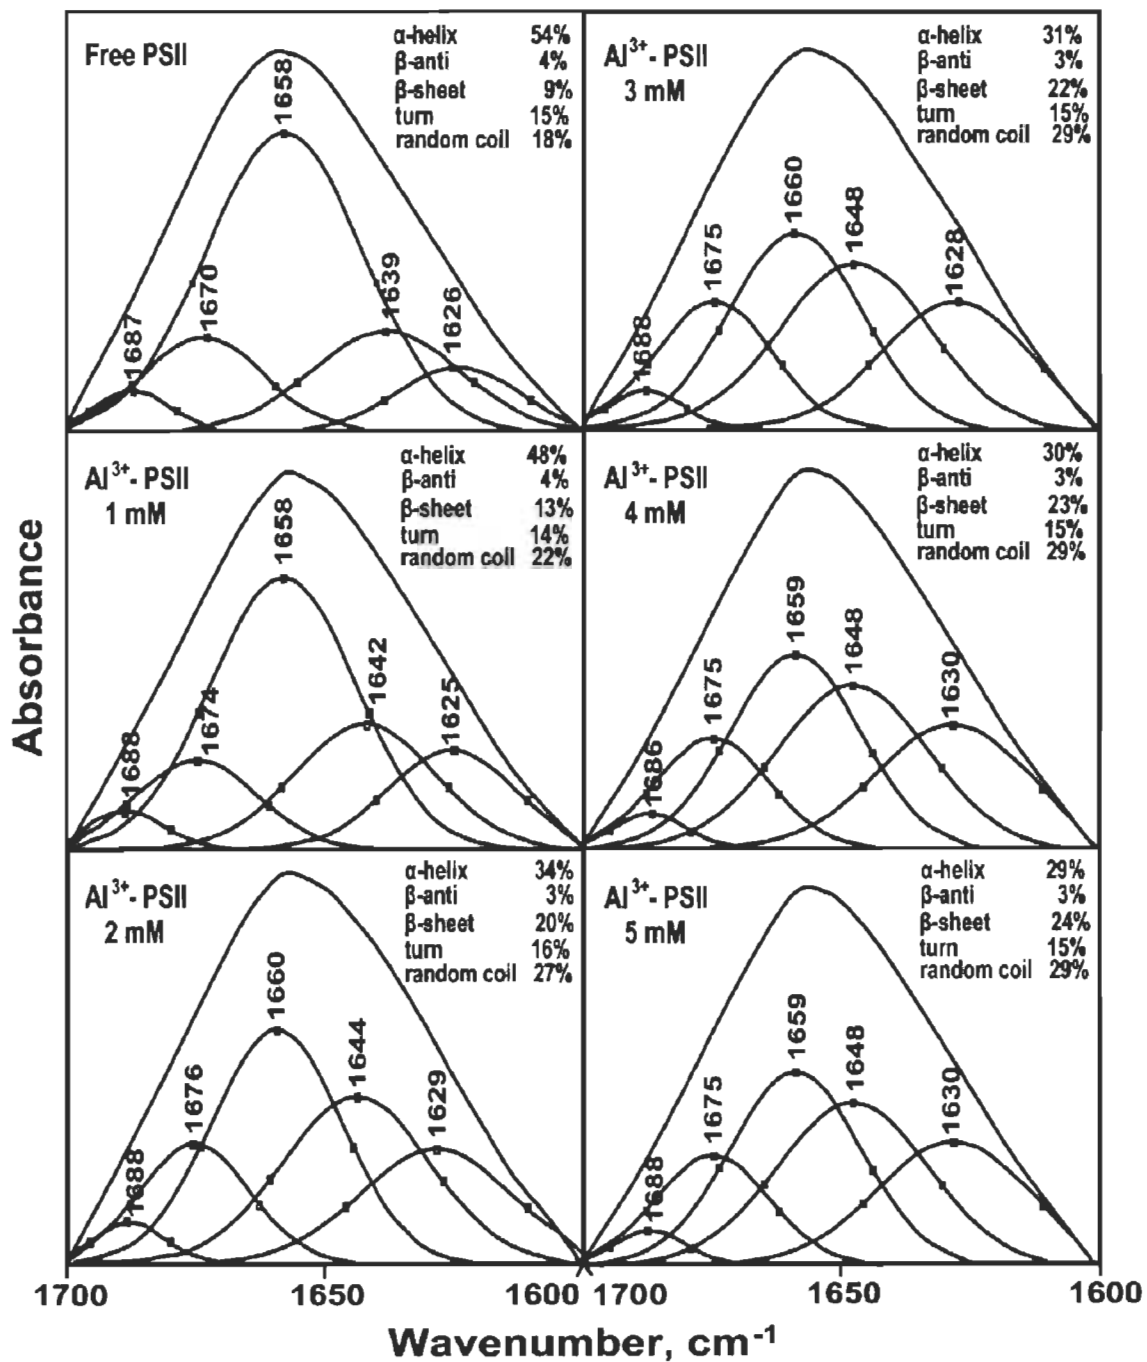 Free PSII
α-helix 54%
β-anti 4%
β-sheet 9%
turn 15%
random coil 18%
1687
1670
1658
1639
1626
Al3+- PSII
3 mM
α-helix 31%
β-anti 3%
β-sheet 22%
turn 15%
random coil 29%
1688
1675
1660
1648
1628
Al3+- PSII
1 mM
α-helix 48%
β-anti 4%
β-sheet 13%
turn 14%
random coil 22%
1688
1674
1658
1642
1625
Al3+- PSII
4 mM
α-helix 30%
β-anti 3%
β-sheet 23%
turn 15%
random coil 29%
1686
1675
1659
1648
1630
Al3+- PSII
2 mM
α-helix 34%
β-anti 3%
β-sheet 20%
turn 16%
random coil 27%
1688
1676
1660
1644
1629
Al3+- PSII
5 mM
α-helix 29%
β-anti 3%
β-sheet 24%
turn 15%
random coil 29%
1688
1675
1659
1648
1630
Absorbance
1700 1650 1600 1700 1650 1600
Wavenumber, cm-1